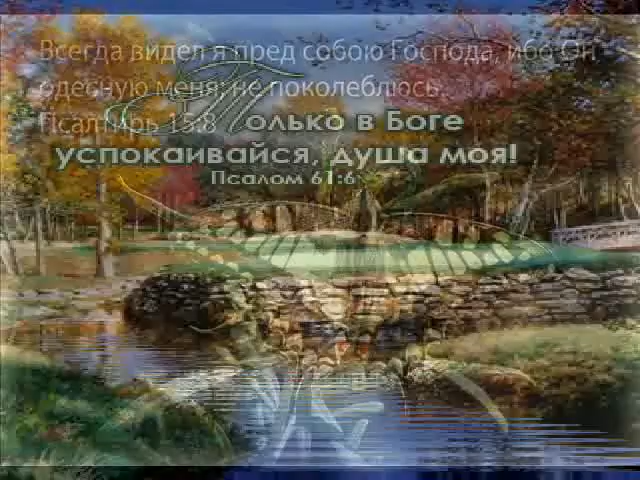 Всегда видел я пред собою Господа, ибо Он
одесную меня; не поколеблюсь.
Псалтирь 15:8
Только в Боге
успокаивайся, душа моя!
Псалом 61:6